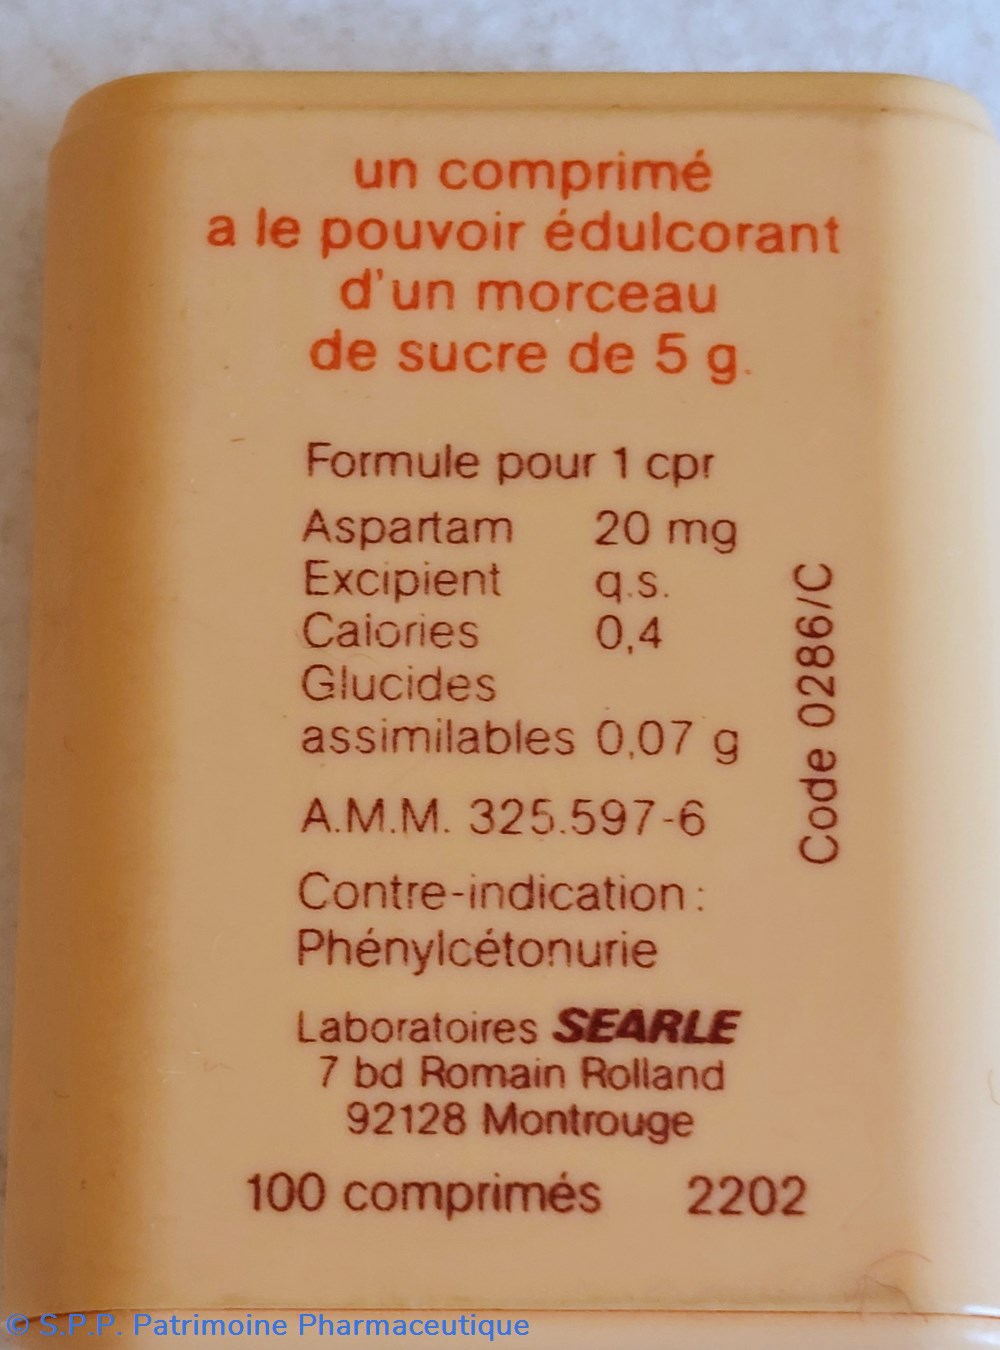 un comprimé
a le pouvoir édulcorant
d'un morceau
de sucre de 5 g.
Formule pour 1 cpr
Aspartam 20 mg
Excipient q.s.
Calories 0,4
Glucides
assimilables 0,07 g
A.M.M. 325.597-6
Contre-indication :
Phénylcétonurie
Laboratoires SEARLE
7 bd Romain Rolland
92128 Montrouge
100 comprimés 2202
Code 0286/C
© S.P.P. Patrimoine Pharmaceutique